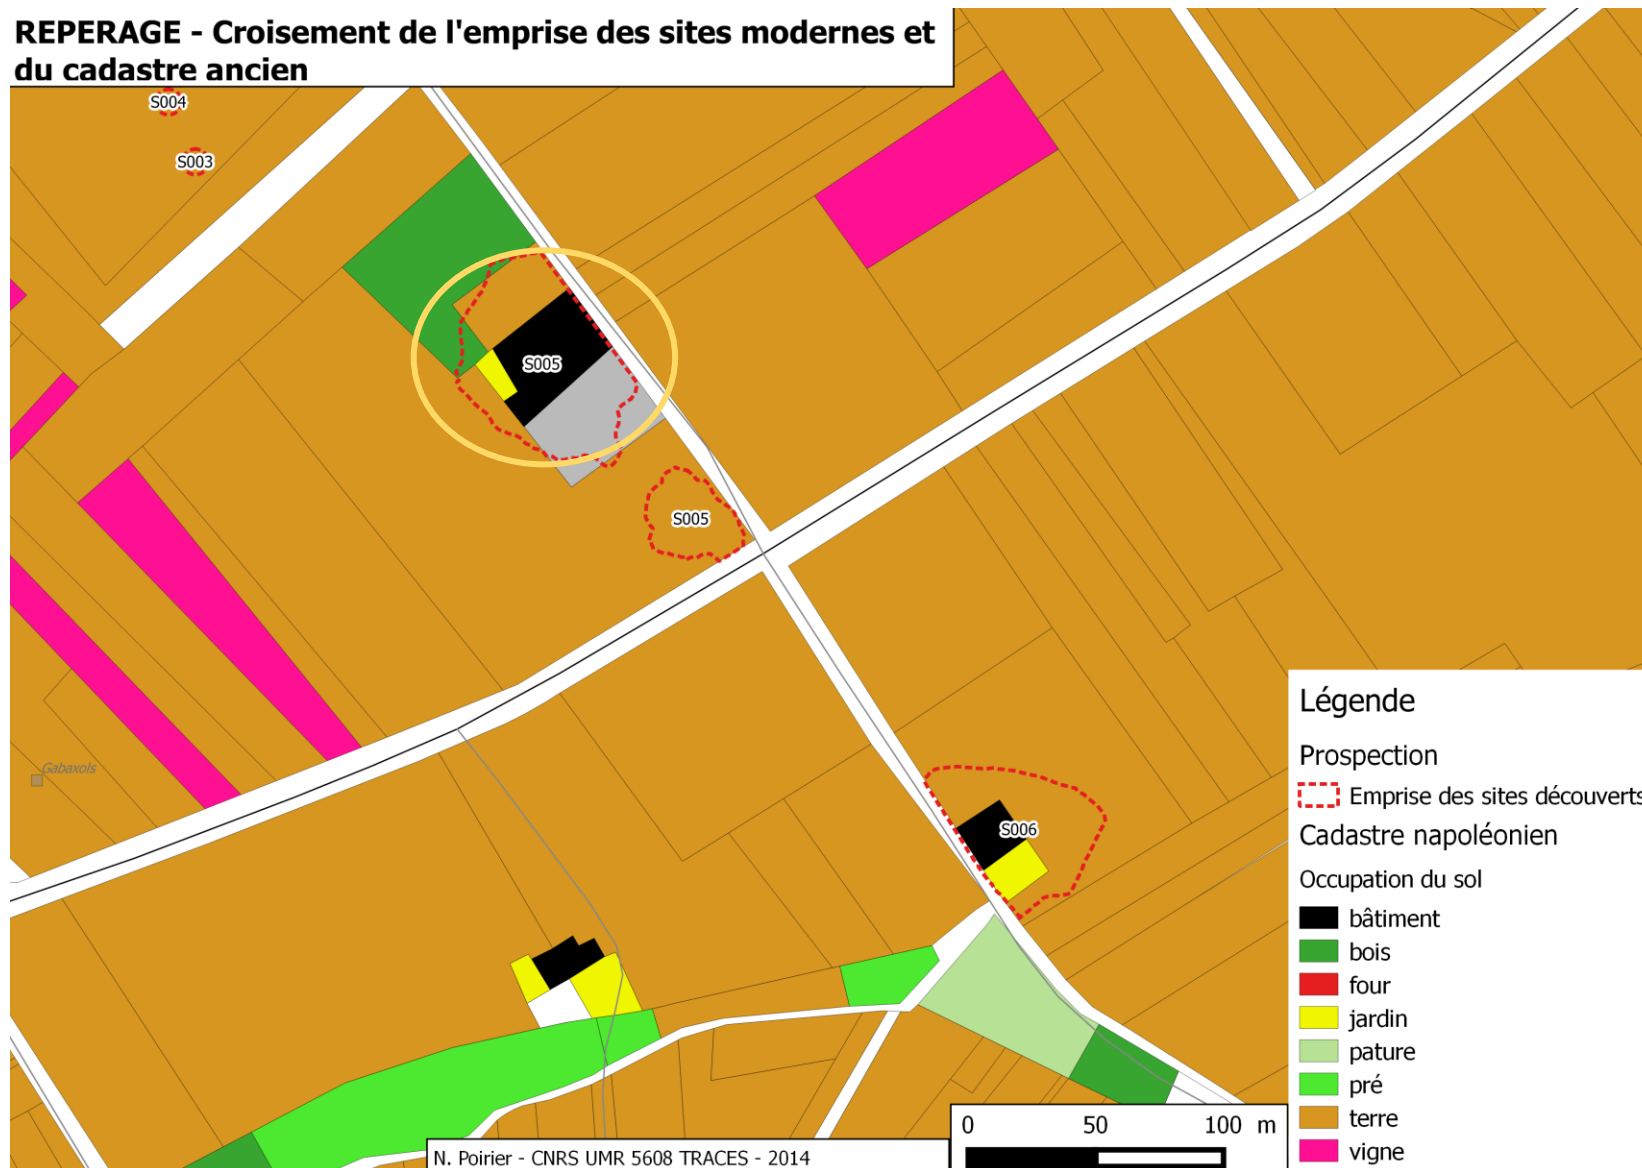 REPERAGE - Croisement de l'emprise des sites modernes et
du cadastre ancien
S004
S003
S005
S005
Gabaxols
S006
Légende
Prospection
Emprise des sites découverts
Cadastre napoléonien
Occupation du sol
bâtiment
bois
four
jardin
pature
pré
terre
vigne
0 50 100 m
N. Poirier - CNRS UMR 5608 TRACES - 2014